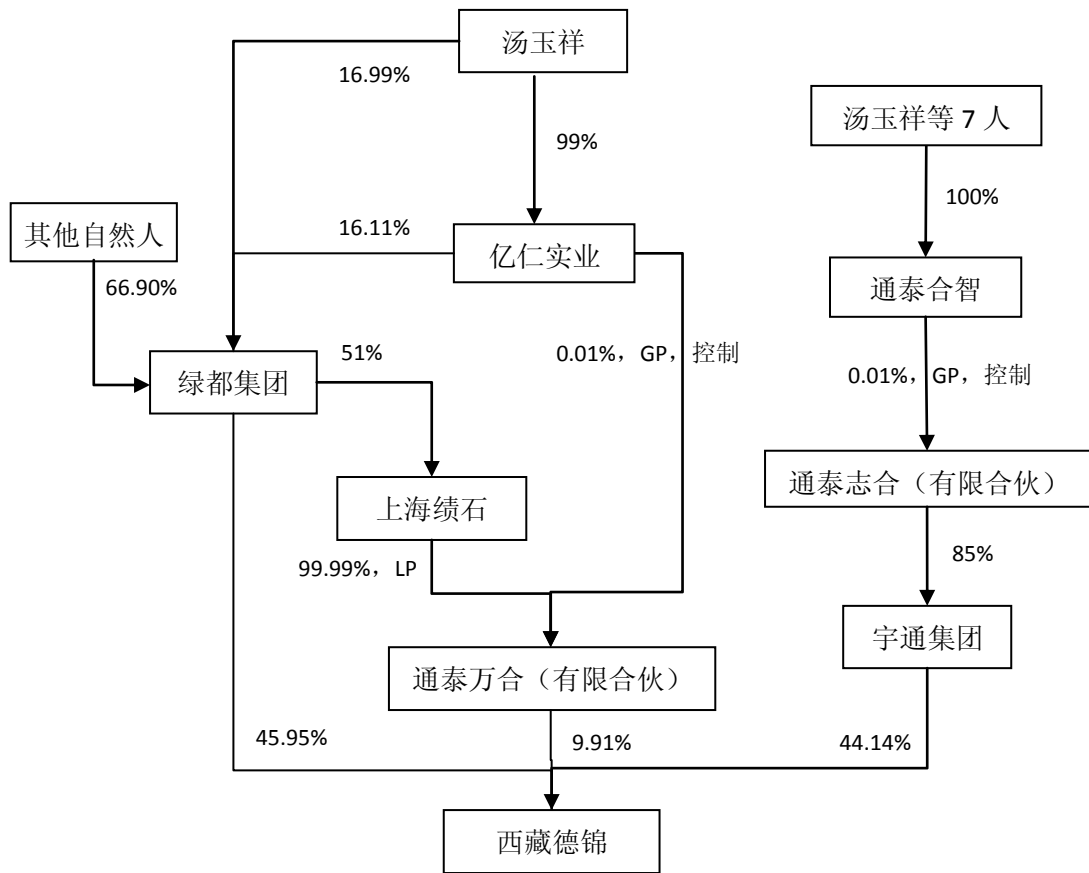 汤玉祥
16.99%
汤玉祥等 7 人
99%
100%
其他自然人
16.11%
亿仁实业
通泰合智
66.90%
51%
0.01%，GP，控制
绿都集团
0.01%，GP，控制
上海绩石
通泰志合（有限合伙）
99.99%，LP
85%
宇通集团
通泰万合（有限合伙）
45.95%
9.91%
44.14%
西藏德锦